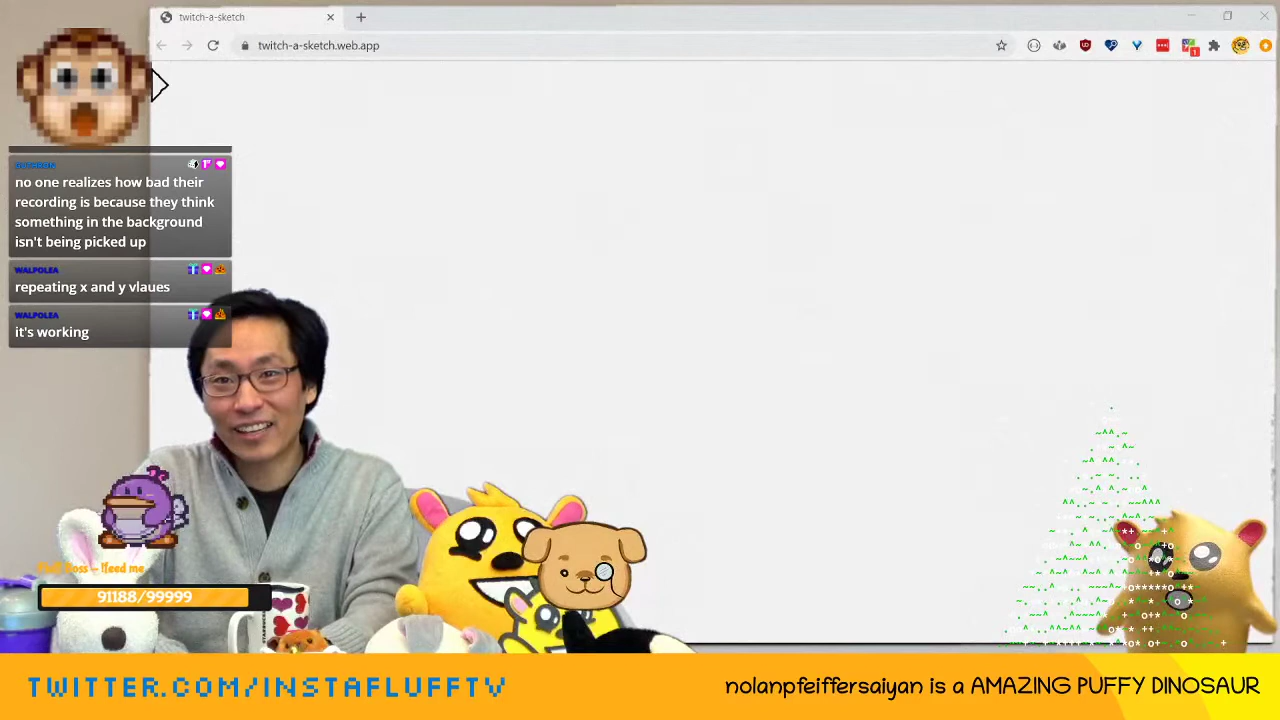 twitch-a-sketch
twitch-a-sketch.web.app
no one realizes how bad their
recording is because they think
something in the background
isn't being picked up
WALPOLEA
repeating x and y vlaues
WALPOLEA
it's working
!feed me
91188/99999
TWITTER.COM/INSTAFLUFFTV
nolanpfeiffersaiyan is a AMAZING PUFFY DINOSAUR